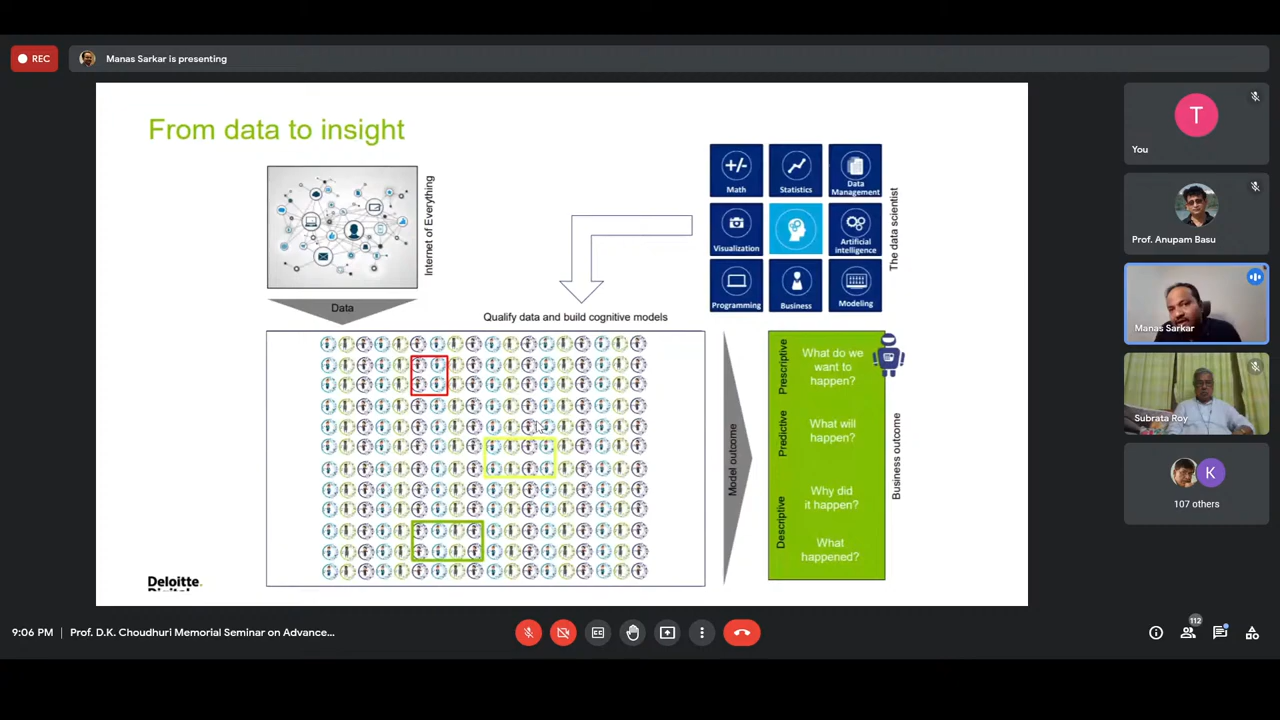 REC
Manas Sarkar is presenting
From data to insight
Internet of Everything
Data
Qualify data and build cognitive models
+/-
Math
Statistics
Data
Management
Visualization
Artificial
intelligence
Programming
Business
Modeling
The data scientist
Model outcome
Prescriptive
What do we
want to
happen?
Predictive
What will
happen?
Descriptive
Why did
it happen?
What
happened?
Business outcome
Deloitte.
Digital
T
You
Prof. Anupam Basu
Manas Sarkar
Subrata Roy
K
107 others
9:06 PM
Prof. D.K. Choudhuri Memorial Seminar on Advance...
CC
112